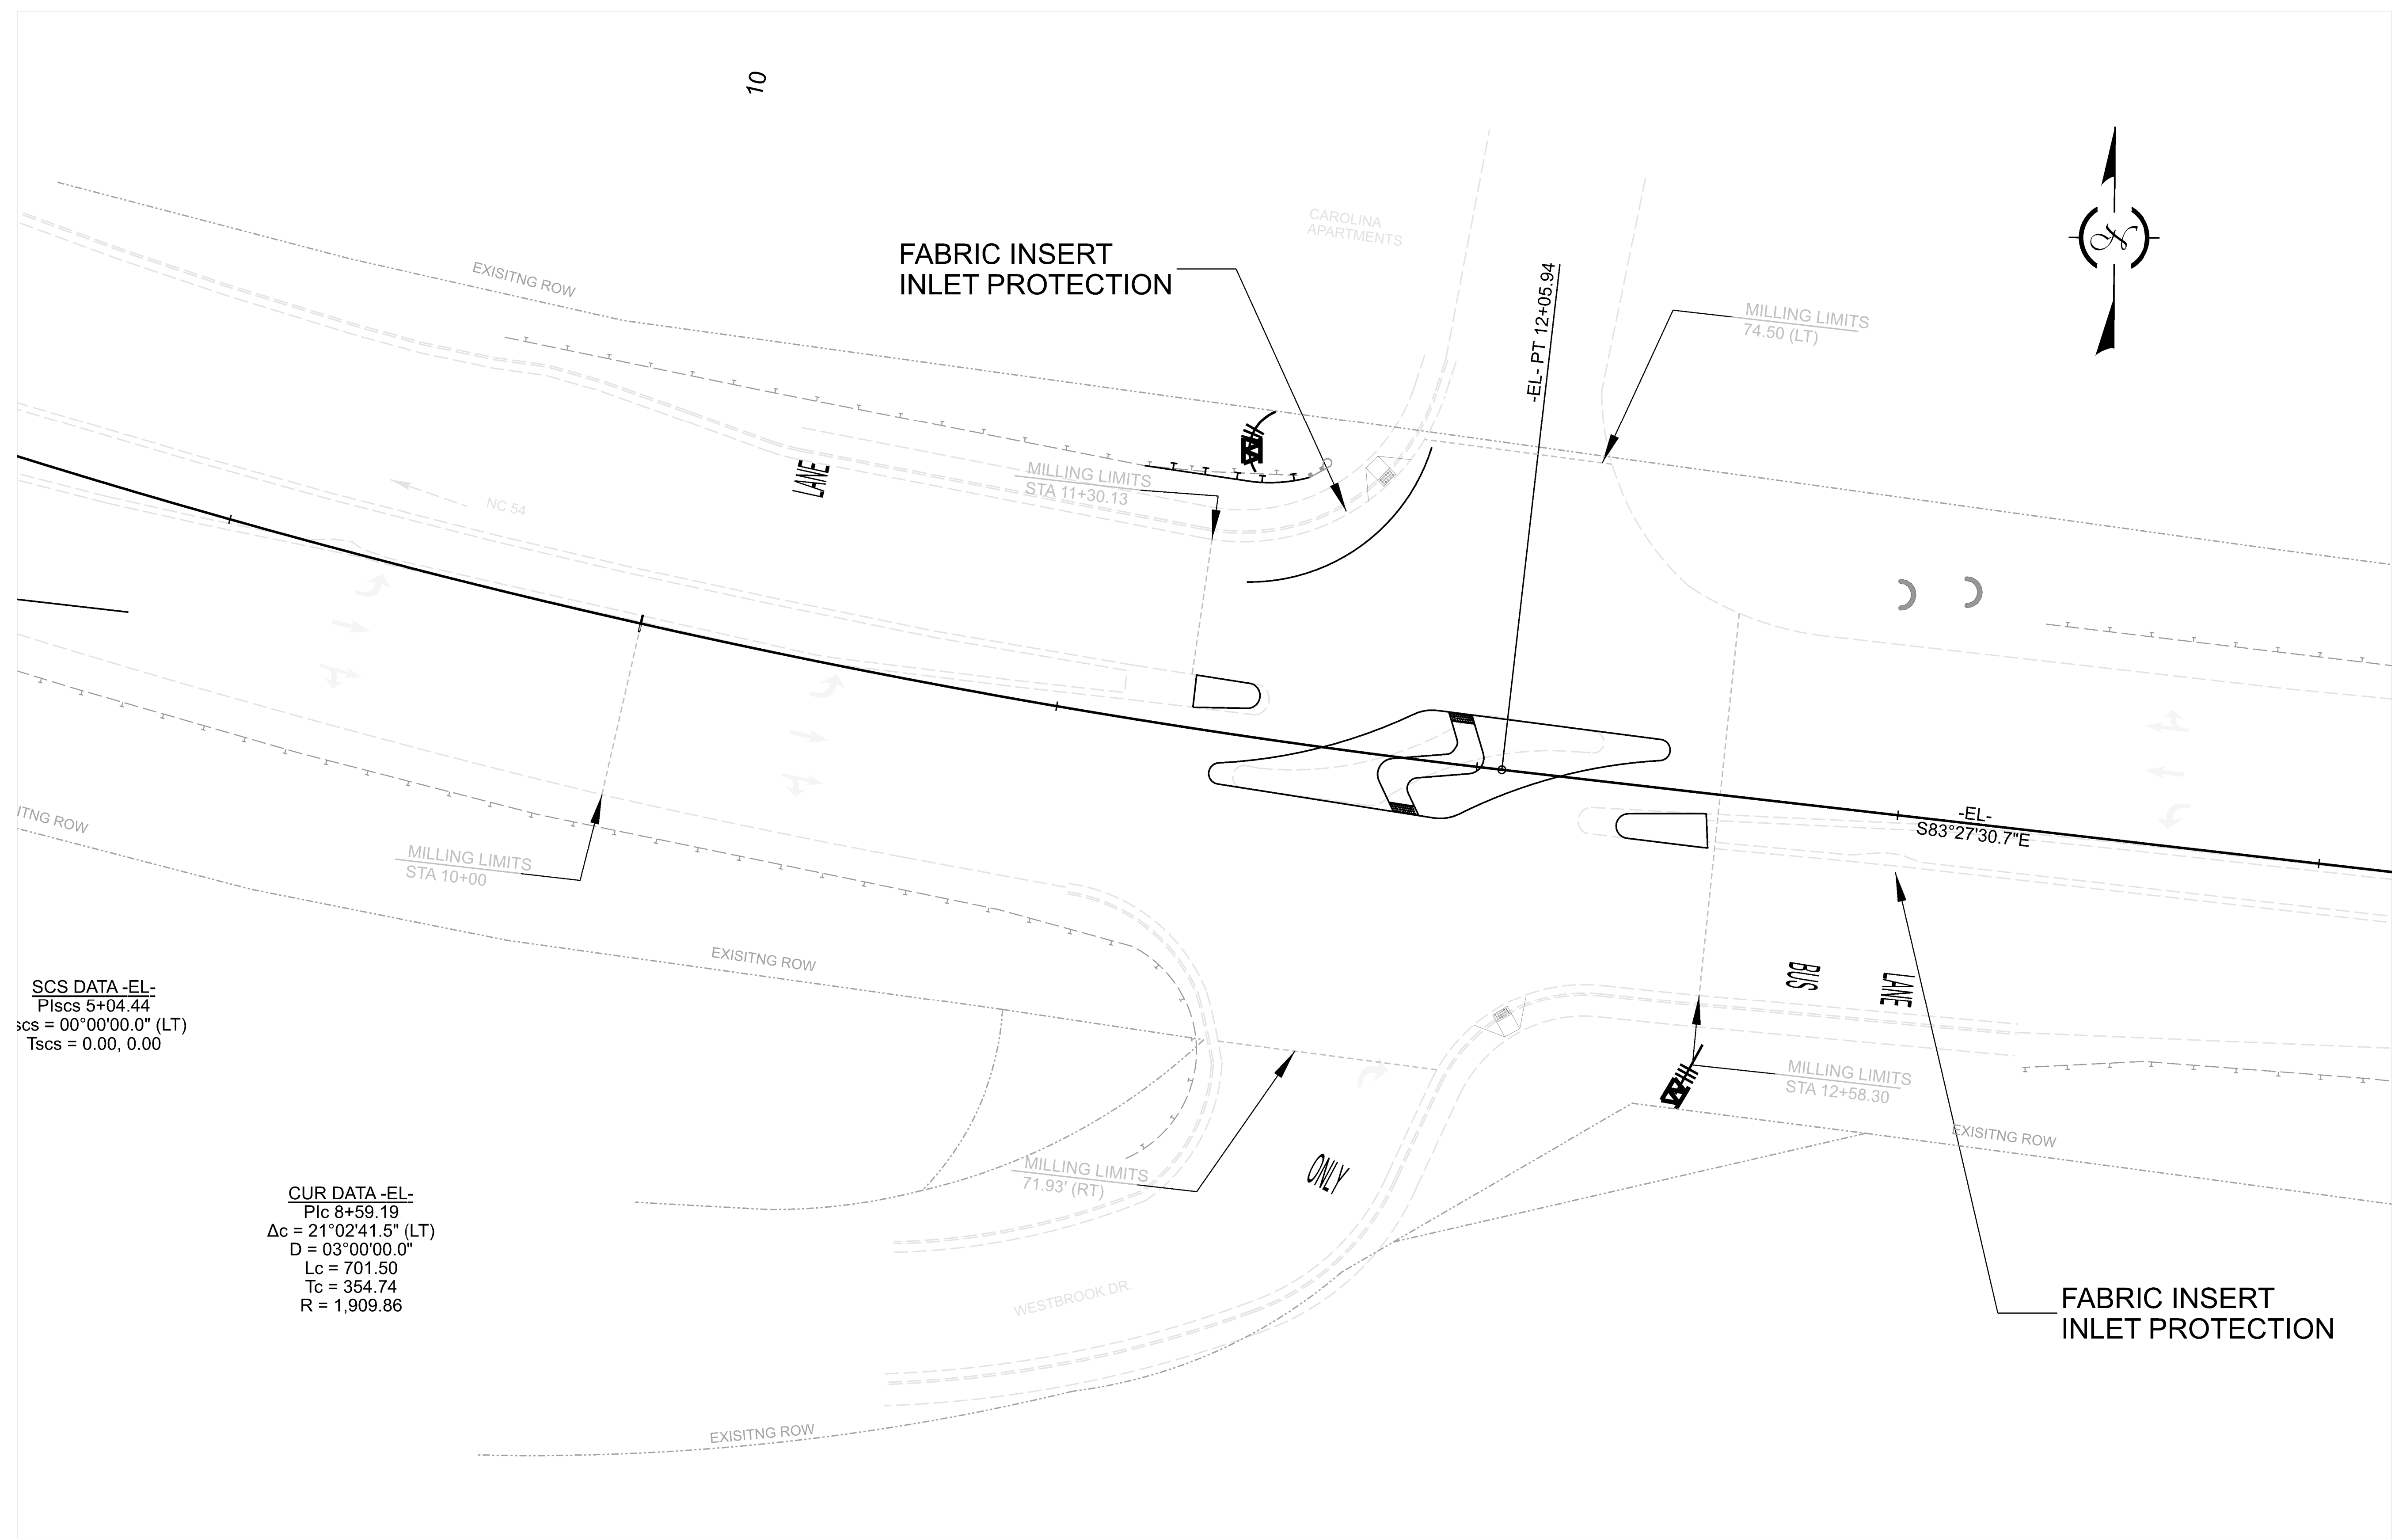 10
CAROLINA
APARTMENTS
FABRIC INSERT
INLET PROTECTION
EXISITNG ROW
-EL- PT 12+05.94
MILLING LIMITS
74.50 (LT)
LANE
MILLING LIMITS
STA 11+30.13
NC 54
ITNG ROW
-EL-
S83°27'30.7"E
MILLING LIMITS
STA 10+00
EXISITNG ROW
BUS
LANE
SCS DATA -EL-
PIscs 5+04.44
scs = 00°00'00.0" (LT)
Tscs = 0.00, 0.00
MILLING LIMITS
STA 12+58.30
EXISITNG ROW
MILLING LIMITS
71.93' (RT)
ONLY
CUR DATA -EL-
PIc 8+59.19
Δc = 21°02'41.5" (LT)
D = 03°00'00.0"
Lc = 701.50
Tc = 354.74
R = 1,909.86
WESTBROOK DR.
FABRIC INSERT
INLET PROTECTION
EXISITNG ROW